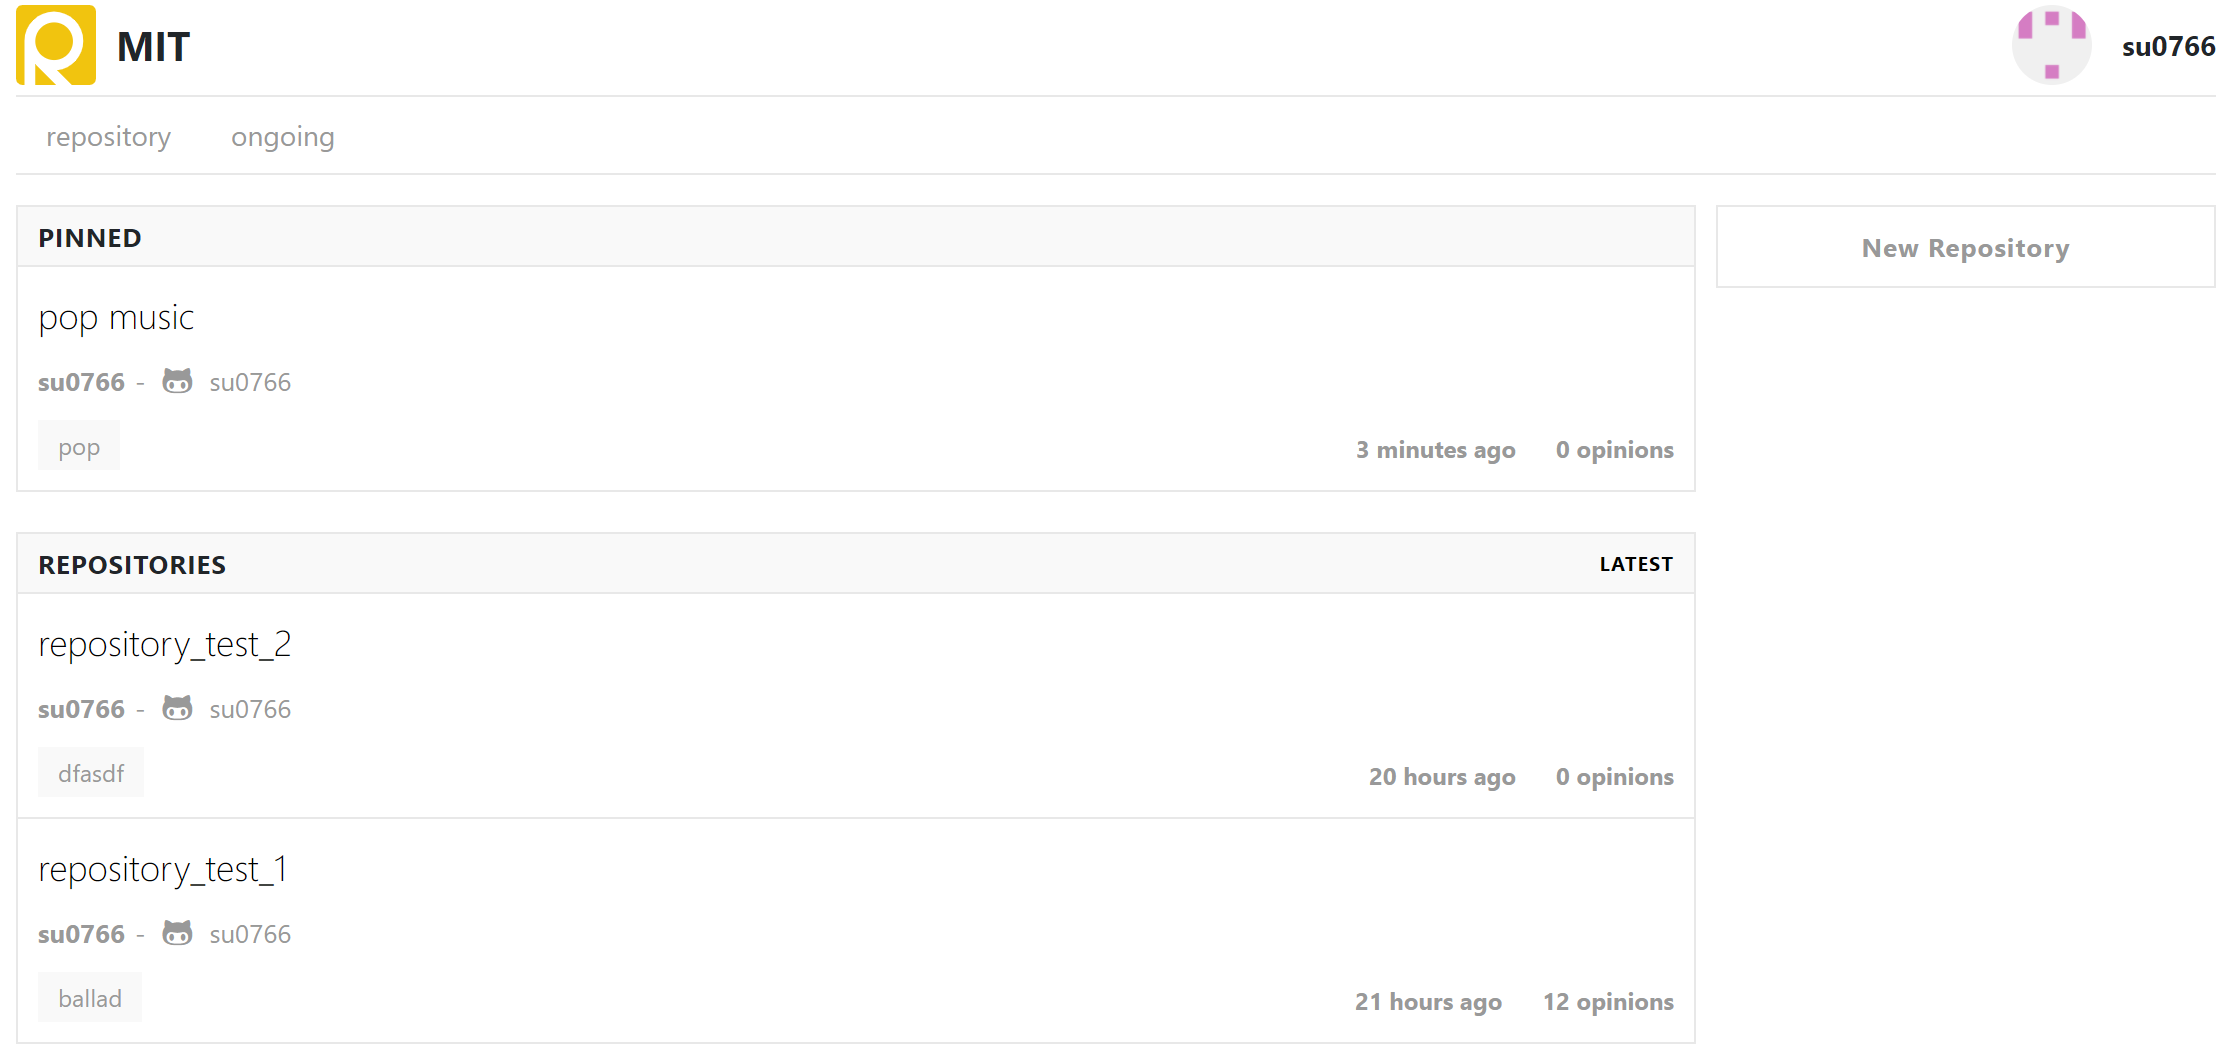 MIT
su0766
repository ongoing
PINNED
New Repository
pop music
su0766 - su0766
pop
3 minutes ago 0 opinions
REPOSITORIES LATEST
repository_test_2
su0766 - su0766
dfasdf
20 hours ago 0 opinions
repository_test_1
su0766 - su0766
ballad
21 hours ago 12 opinions